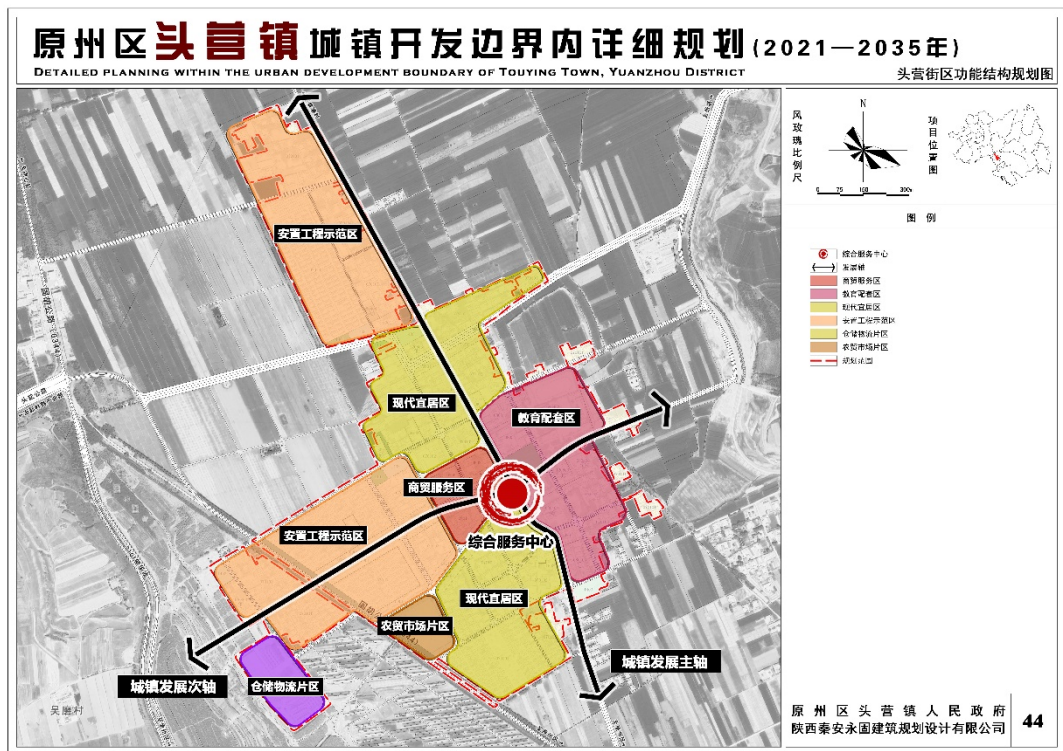 原州区头营镇城镇开发边界内详细规划(2021—2035年)
DETAILED PLANNING WITHIN THE URBAN DEVELOPMENT BOUNDARY OF TOUYING TOWN, YUANZHOU DISTRICT
头营街区功能结构规划图
安置工程示范区
现代宜居区
教育配套区
商贸服务区
安置工程示范区
综合服务中心
现代宜居区
农贸市场片区
城镇发展主轴
城镇发展次轴
仓储物流片区
吴磨村
风玫瑰比例尺
N
0 75 150 300m
项目位置图
图例
综合服务中心
发展轴
商贸服务区
教育配套区
现代宜居区
安置工程示范区
仓储物流片区
农贸市场片区
规划范围
原州区头营镇人民政府
陕西秦安永固建筑规划设计有限公司
44